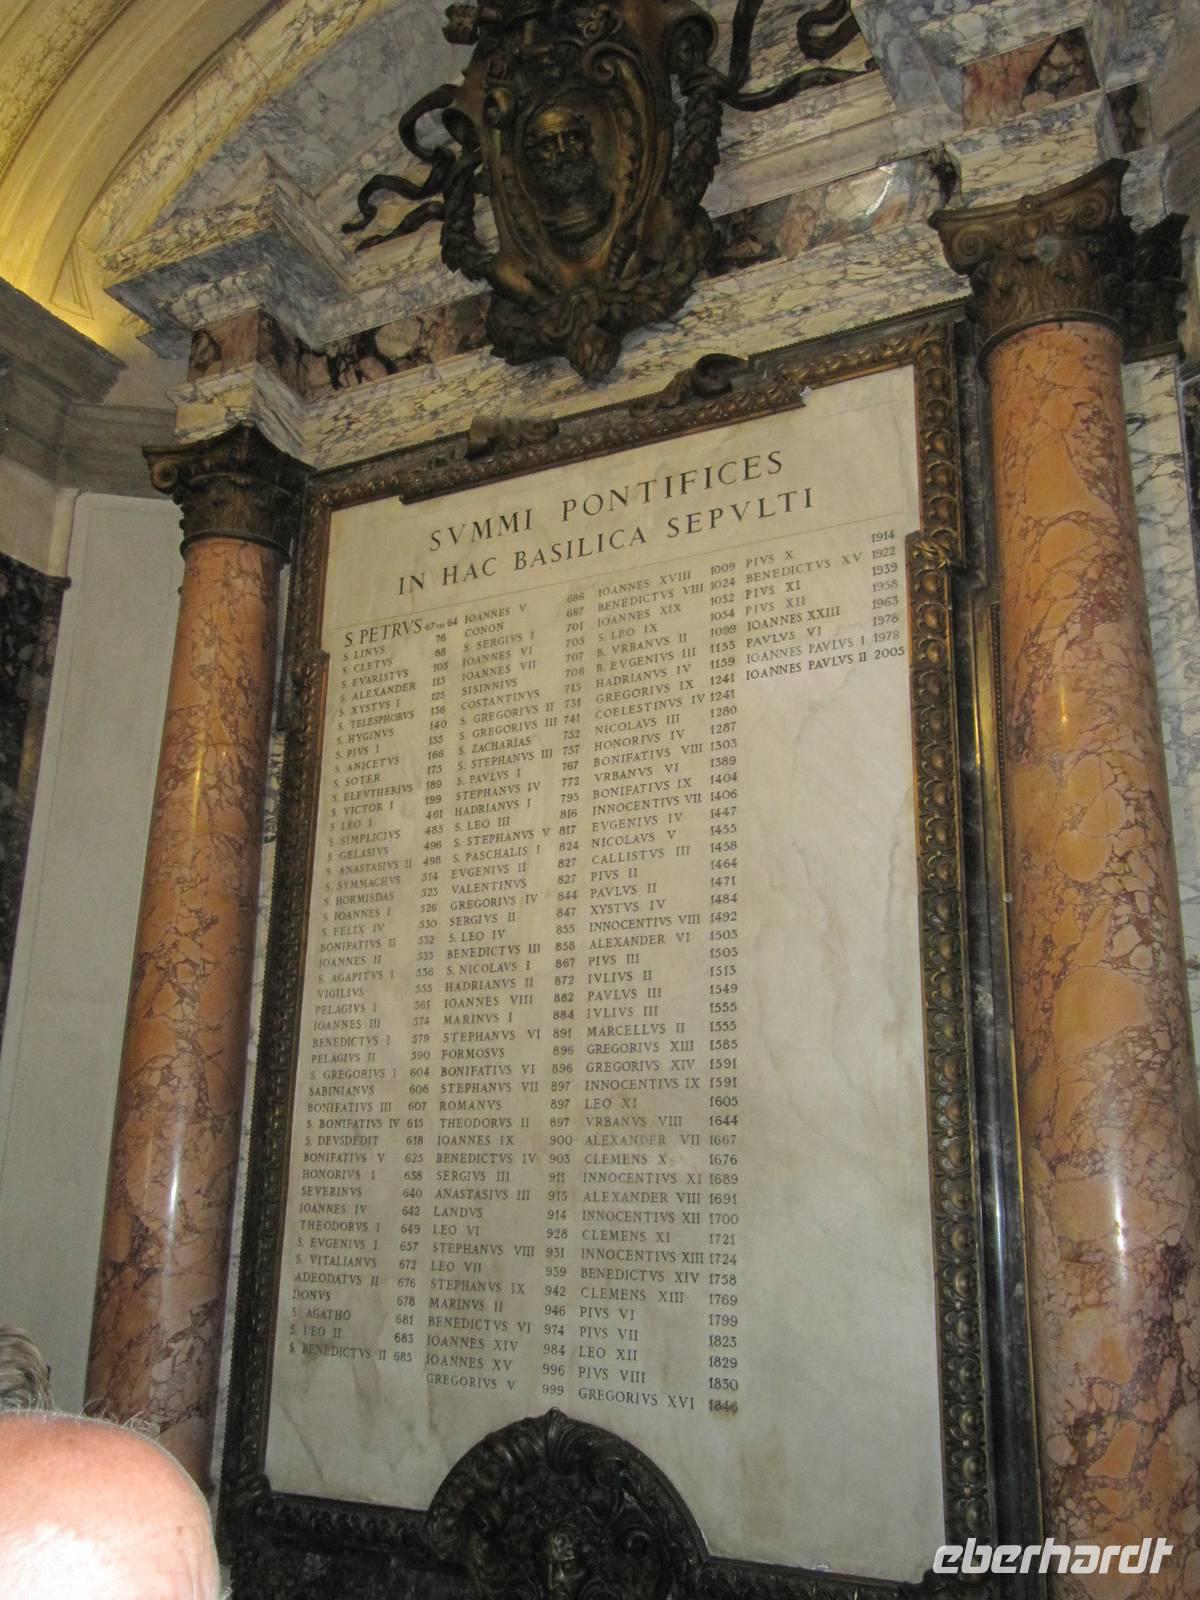 SVMMI PONTIFICES
IN HAC BASILICA SEPVLTI
S. PETRVS 67 vel 64
S. LINVS 76
S. CLETVS 88
S. EVARISTVS 105
S. ALEXANDER 115
S. XYSTVS I 125
S. TELESPHORVS 136
S. HYGINVS 140
S. PIVS I 155
S. ANICETVS 166
S. SOTER 175
S. ELEVTHERIVS 189
S. VICTOR I 199
S. LEO I 461
S. SIMPLICIVS 483
S. GELASIVS 496
S. ANASTASIVS II 498
S. SYMMACHVS 514
S. HORMISDAS 523
S. IOANNES I 526
S. FELIX IV 530
BONIFATIVS II 532
IOANNES II 535
S. AGAPITVS I 536
VIGILIVS 555
PELAGIVS I 561
IOANNES III 574
BENEDICTVS I 579
PELAGIVS II 590
S. GREGORIVS I 604
SABINIANVS 606
BONIFATIVS III 607
S. BONIFATIVS IV 615
S. DEVSDEDIT 618
BONIFATIVS V 625
HONORIVS I 638
SEVERINVS 640
IOANNES IV 642
THEODORVS I 649
S. EVGENIVS I 657
S. VITALIANVS 672
ADEODATVS II 676
DONVS 678
S. AGATHO 681
S. LEO II 683
S. BENEDICTVS II 685
IOANNES V 686
CONON 687
S. SERGIVS I 701
IOANNES VI 705
IOANNES VII 707
SISINNIVS 708
COSTANTINVS 715
S. GREGORIVS II 731
S. GREGORIVS III 741
S. ZACHARIAS 752
S. STEPHANVS III 757
S. PAVLVS I 767
STEPHANVS IV 772
HADRIANVS I 795
S. LEO III 816
S. STEPHANVS V 817
S. PASCHALIS I 824
EVGENIVS II 827
VALENTINVS 827
GREGORIVS IV 844
SERGIVS II 847
S. LEO IV 855
BENEDICTVS III 858
S. NICOLAVS I 867
HADRIANVS II 872
IOANNES VIII 882
MARINVS I 884
STEPHANVS VI 891
FORMOSVS 896
BONIFATIVS VI 896
STEPHANVS VII 897
ROMANVS 897
THEODORVS II 897
IOANNES IX 900
BENEDICTVS IV 903
SERGIVS III 911
ANASTASIVS III 913
LANDVS 914
LEO VI 928
STEPHANVS VIII 931
LEO VII 939
STEPHANVS IX 942
MARINVS II 946
BENEDICTVS VI 974
IOANNES XIV 984
IOANNES XV 996
GREGORIVS V 999
IOANNES XVIII 1009
BENEDICTVS VIII 1024
IOANNES XIX 1032
S. LEO IX 1054
B. VRBANVS II 1099
B. EVGENIVS III 1153
HADRIANVS IV 1159
GREGORIVS IX 1241
COELESTINVS IV 1241
NICOLAVS III 1280
HONORIVS IV 1287
BONIFATIVS VIII 1303
VRBANVS VI 1389
BONIFATIVS IX 1404
INNOCENTIVS VII 1406
EVGENIVS IV 1447
NICOLAVS V 1455
CALLISTVS III 1458
PIVS II 1464
PAVLVS II 1471
XYSTVS IV 1484
INNOCENTIVS VIII 1492
ALEXANDER VI 1503
PIVS III 1503
IVLIVS II 1513
PAVLVS III 1549
IVLIVS III 1555
MARCELLVS II 1555
GREGORIVS XIII 1585
GREGORIVS XIV 1591
INNOCENTIVS IX 1591
LEO XI 1605
VRBANVS VIII 1644
ALEXANDER VII 1667
CLEMENS X 1676
INNOCENTIVS XI 1689
ALEXANDER VIII 1691
INNOCENTIVS XII 1700
CLEMENS XI 1721
INNOCENTIVS XIII 1724
BENEDICTVS XIV 1758
CLEMENS XIII 1769
PIVS VI 1799
PIVS VII 1823
LEO XII 1829
PIVS VIII 1830
GREGORIVS XVI 1846
PIVS X 1914
BENEDICTVS XV 1922
PIVS XI 1939
PIVS XII 1958
IOANNES XXIII 1963
PAVLVS VI 1978
IOANNES PAVLVS I 1978
IOANNES PAVLVS II 2005
eberhardt